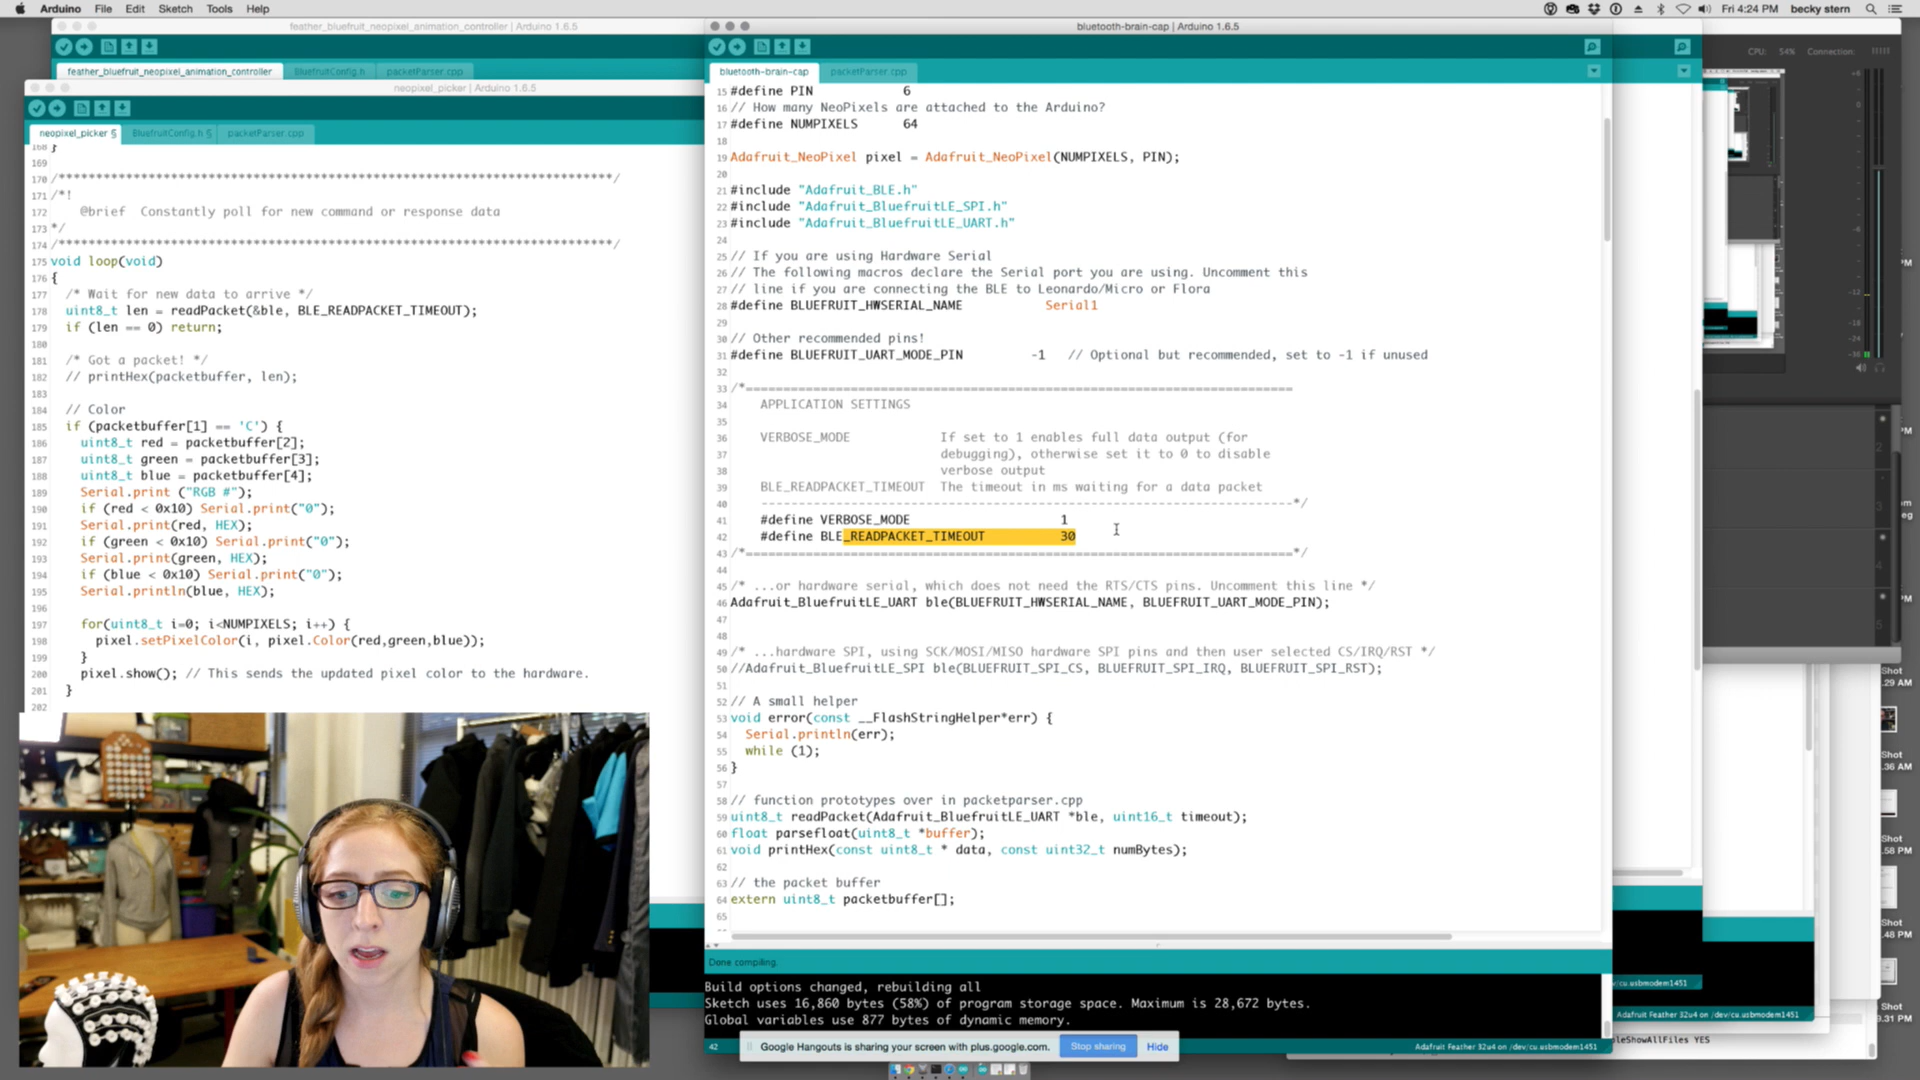 Arduino File Edit Sketch Tools Help
Fri 4:24 PM becky stern
feather_bluefruit_neopixel_animation_controller | Arduino 1.6.5
feather_bluefruit_neopixel_animation_controller BluefruitConfig.h packetParser.cpp
neopixel_picker | Arduino 1.6.5
neopixel_picker § BluefruitConfig.h § packetParser.cpp
168 }
169
170 /***************************************************************************/
171 /*!
172 @brief Constantly poll for new command or response data
173 */
174 /***************************************************************************/
175 void loop(void)
176 {
177 /* Wait for new data to arrive */
178 uint8_t len = readPacket(&ble, BLE_READPACKET_TIMEOUT);
179 if (len == 0) return;
180
181 /* Got a packet! */
182 // printHex(packetbuffer, len);
183
184 // Color
185 if (packetbuffer[1] == 'C') {
186 uint8_t red = packetbuffer[2];
187 uint8_t green = packetbuffer[3];
188 uint8_t blue = packetbuffer[4];
189 Serial.print ("RGB #");
190 if (red < 0x10) Serial.print("0");
191 Serial.print(red, HEX);
192 if (green < 0x10) Serial.print("0");
193 Serial.print(green, HEX);
194 if (blue < 0x10) Serial.print("0");
195 Serial.println(blue, HEX);
196
197 for(uint8_t i=0; i<NUMPIXELS; i++) {
198 pixel.setPixelColor(i, pixel.Color(red,green,blue));
199 }
200 pixel.show(); // This sends the updated pixel color to the hardware.
201 }
202
bluetooth-brain-cap | Arduino 1.6.5
bluetooth-brain-cap packetParser.cpp
15 #define PIN 6
16 // How many NeoPixels are attached to the Arduino?
17 #define NUMPIXELS 64
18
19 Adafruit_NeoPixel pixel = Adafruit_NeoPixel(NUMPIXELS, PIN);
20
21 #include "Adafruit_BLE.h"
22 #include "Adafruit_BluefruitLE_SPI.h"
23 #include "Adafruit_BluefruitLE_UART.h"
24
25 // If you are using Hardware Serial
26 // The following macros declare the Serial port you are using. Uncomment this
27 // line if you are connecting the BLE to Leonardo/Micro or Flora
28 #define BLUEFRUIT_HWSERIAL_NAME Serial1
29
30 // Other recommended pins!
31 #define BLUEFRUIT_UART_MODE_PIN -1 // Optional but recommended, set to -1 if unused
32
33 /*=========================================================================
34 APPLICATION SETTINGS
35
36 VERBOSE_MODE If set to 1 enables full data output (for
37 debugging), otherwise set it to 0 to disable
38 verbose output
39 BLE_READPACKET_TIMEOUT The timeout in ms waiting for a data packet
40 -----------------------------------------------------------------------*/
41 #define VERBOSE_MODE 1
42 #define BLE_READPACKET_TIMEOUT 30
43 /*=========================================================================*/
44
45 /* ...or hardware serial, which does not need the RTS/CTS pins. Uncomment this line */
46 Adafruit_BluefruitLE_UART ble(BLUEFRUIT_HWSERIAL_NAME, BLUEFRUIT_UART_MODE_PIN);
47
48
49 /* ...hardware SPI, using SCK/MOSI/MISO hardware SPI pins and then user selected CS/IRQ/RST */
50 //Adafruit_BluefruitLE_SPI ble(BLUEFRUIT_SPI_CS, BLUEFRUIT_SPI_IRQ, BLUEFRUIT_SPI_RST);
51
52 // A small helper
53 void error(const __FlashStringHelper*err) {
54 Serial.println(err);
55 while (1);
56 }
57
58 // function prototypes over in packetparser.cpp
59 uint8_t readPacket(Adafruit_BluefruitLE_UART *ble, uint16_t timeout);
60 float parsefloat(uint8_t *buffer);
61 void printHex(const uint8_t * data, const uint32_t numBytes);
62
63 // the packet buffer
64 extern uint8_t packetbuffer[];
65
Done compiling.
Build options changed, rebuilding all
Sketch uses 16,860 bytes (58%) of program storage space. Maximum is 28,672 bytes.
Global variables use 877 bytes of dynamic memory.
42
Google Hangouts is sharing your screen with plus.google.com. Stop sharing Hide
Adafruit Feather 32u4 on /dev/cu.usbmodem1451
CPU: 54% Connection:
/cu.usbmodem1451
Adafruit Feather 32u4 on /dev/cu.usbmodem1451
leShowAllFiles YES
Shot
.29 AM
Shot
.36 AM
Shot
.58 PM
Shot
.48 PM
Shot
9.31 PM